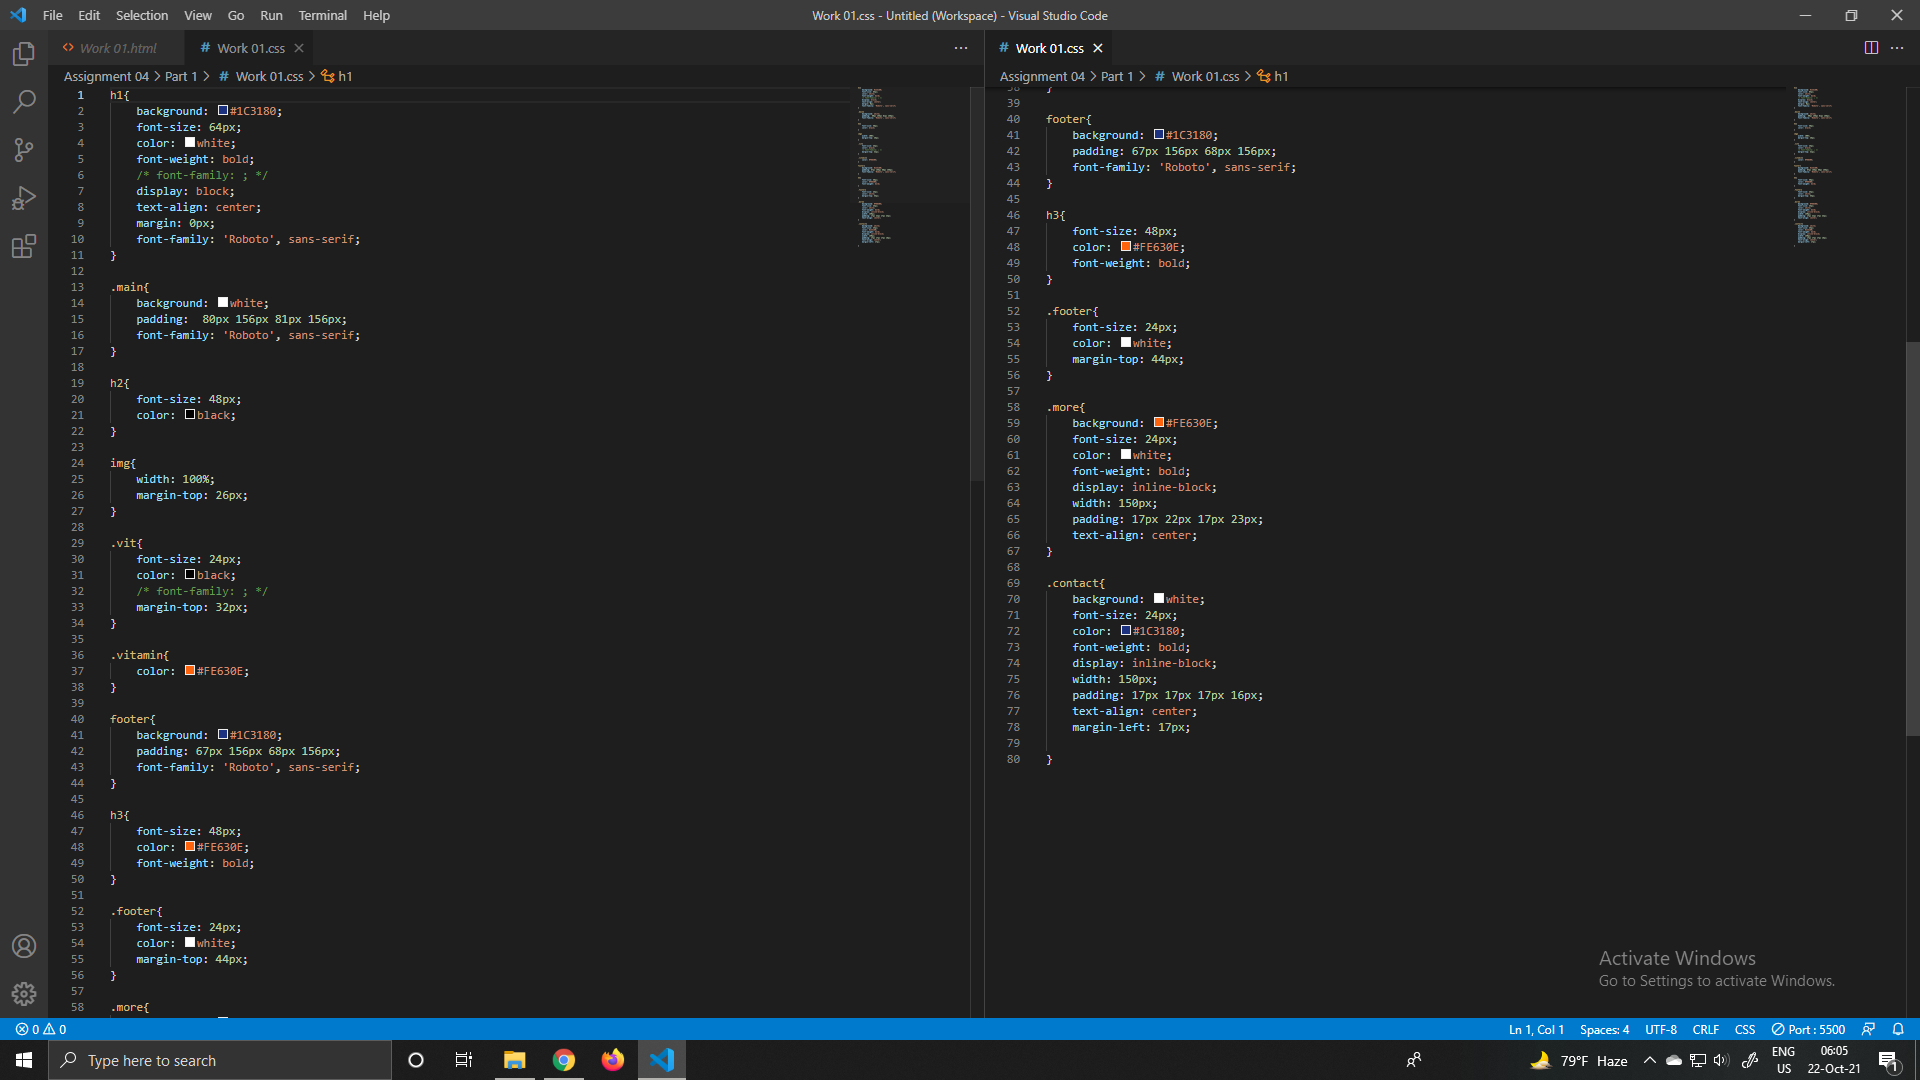 File Edit Selection View Go Run Terminal Help
Work 01.css - Untitled (Workspace) - Visual Studio Code
Work 01.html
# Work 01.css
Assignment 04 > Part 1 > # Work 01.css > h1
1 h1{
2 background: #1C3180;
3 font-size: 64px;
4 color: white;
5 font-weight: bold;
6 /* font-family: ; */
7 display: block;
8 text-align: center;
9 margin: 0px;
10 font-family: 'Roboto', sans-serif;
11 }
12
13 .main{
14 background: white;
15 padding:  80px 156px 81px 156px;
16 font-family: 'Roboto', sans-serif;
17 }
18
19 h2{
20 font-size: 48px;
21 color: black;
22 }
23
24 img{
25 width: 100%;
26 margin-top: 26px;
27 }
28
29 .vit{
30 font-size: 24px;
31 color: black;
32 /* font-family: ; */
33 margin-top: 32px;
34 }
35
36 .vitamin{
37 color: #FE630E;
38 }
39
40 footer{
41 background: #1C3180;
42 padding: 67px 156px 68px 156px;
43 font-family: 'Roboto', sans-serif;
44 }
45
46 h3{
47 font-size: 48px;
48 color: #FE630E;
49 font-weight: bold;
50 }
51
52 .footer{
53 font-size: 24px;
54 color: white;
55 margin-top: 44px;
56 }
57
58 .more{
# Work 01.css
Assignment 04 > Part 1 > # Work 01.css > h1
38 }
39
40 footer{
41 background: #1C3180;
42 padding: 67px 156px 68px 156px;
43 font-family: 'Roboto', sans-serif;
44 }
45
46 h3{
47 font-size: 48px;
48 color: #FE630E;
49 font-weight: bold;
50 }
51
52 .footer{
53 font-size: 24px;
54 color: white;
55 margin-top: 44px;
56 }
57
58 .more{
59 background: #FE630E;
60 font-size: 24px;
61 color: white;
62 font-weight: bold;
63 display: inline-block;
64 width: 150px;
65 padding: 17px 22px 17px 23px;
66 text-align: center;
67 }
68
69 .contact{
70 background: white;
71 font-size: 24px;
72 color: #1C3180;
73 font-weight: bold;
74 display: inline-block;
75 width: 150px;
76 padding: 17px 17px 17px 16px;
77 text-align: center;
78 margin-left: 17px;
79
80 }
Activate Windows
Go to Settings to activate Windows.
0 0
Ln 1, Col 1 Spaces: 4 UTF-8 CRLF CSS Port : 5500
Type here to search
79°F Haze
ENG
US
06:05
22-Oct-21
1